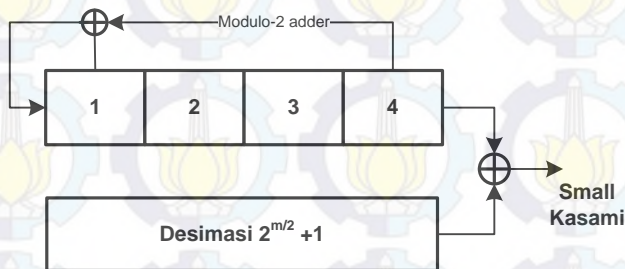 Modulo-2 adder
1 2 3 4
Small
Kasami
Desimasi 2^{m/2} +1